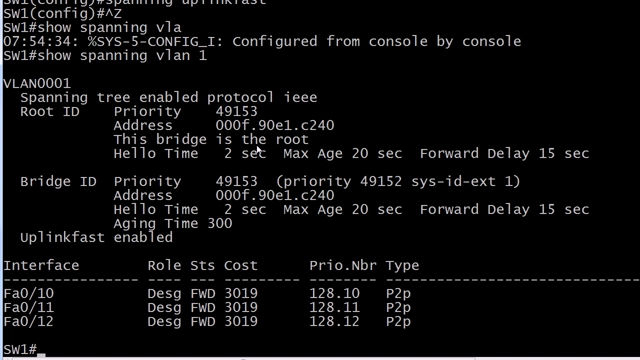 SW1(config)#spanning uplinkfast
SW1(config)#^Z
SW1#show spanning vla
07:54:34: %SYS-5-CONFIG_I: Configured from console by console
SW1#show spanning vlan 1
VLAN0001
Spanning tree enabled protocol ieee
Root ID Priority 49153
Address 000f.90e1.c240
This bridge is the root
Hello Time 2 sec Max Age 20 sec Forward Delay 15 sec
Bridge ID Priority 49153 (priority 49152 sys-id-ext 1)
Address 000f.90e1.c240
Hello Time 2 sec Max Age 20 sec Forward Delay 15 sec
Aging Time 300
Uplinkfast enabled
Interface Role Sts Cost Prio.Nbr Type
---------------- ---- --- --------- -------- --------------------------------
Fa0/10 Desg FWD 3019 128.10 P2p
Fa0/11 Desg FWD 3019 128.11 P2p
Fa0/12 Desg FWD 3019 128.12 P2p
SW1#_